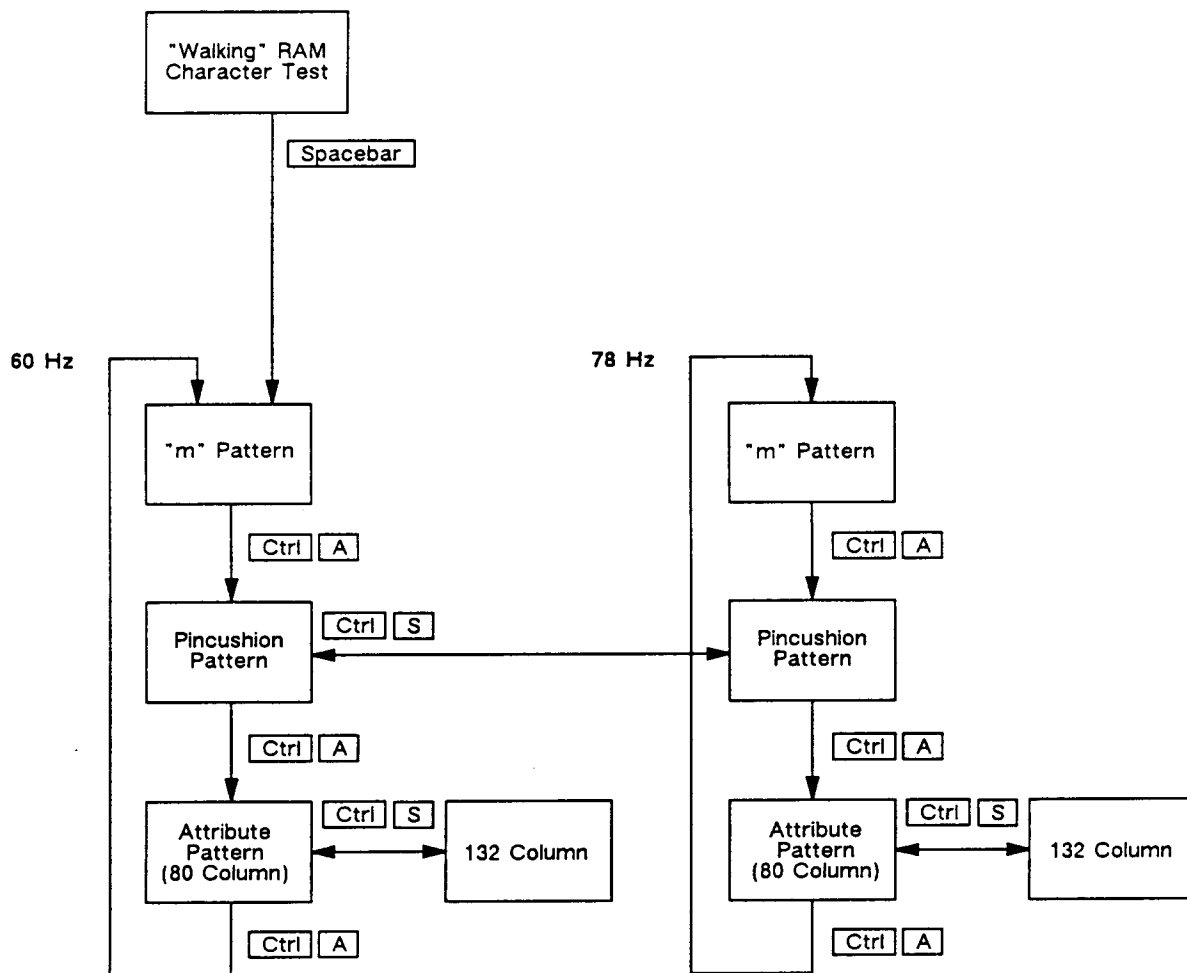 "Walking" RAM
Character Test
Spacebar
60 Hz
78 Hz
"m" Pattern
"m" Pattern
Ctrl A
Ctrl A
Pincushion
Pattern
Ctrl S
Pincushion
Pattern
Ctrl A
Ctrl A
Attribute
Pattern
(80 Column)
Ctrl S
132 Column
Attribute
Pattern
(80 Column)
Ctrl S
132 Column
Ctrl A
Ctrl A